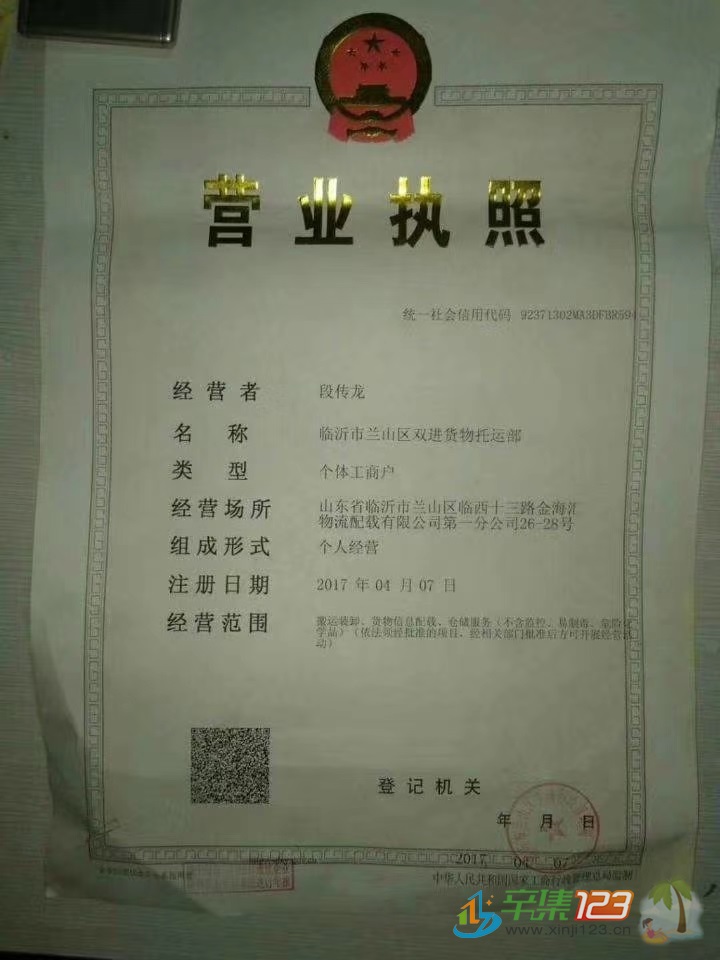 营业执照
统一社会信用代码 92371302MA3DFBR594
经营者 段传龙
名称 临沂市兰山区双进货物托运部
类型 个体工商户
经营场所 山东省临沂市兰山区临西十三路金海汇
物流配载有限公司第一分公司26-28号
组成形式 个人经营
注册日期 2017 年 04 月 07 日
经营范围 搬运装卸、货物信息配载、仓储服务（不含监控、易制毒、危险化
学品）（依法须经批准的项目，经相关部门批准后方可开展经营活
动）
登记机关
年 月 日
2017 04 07
中华人民共和国国家工商行政管理总局监制
辛集123
www.xinji123.cn